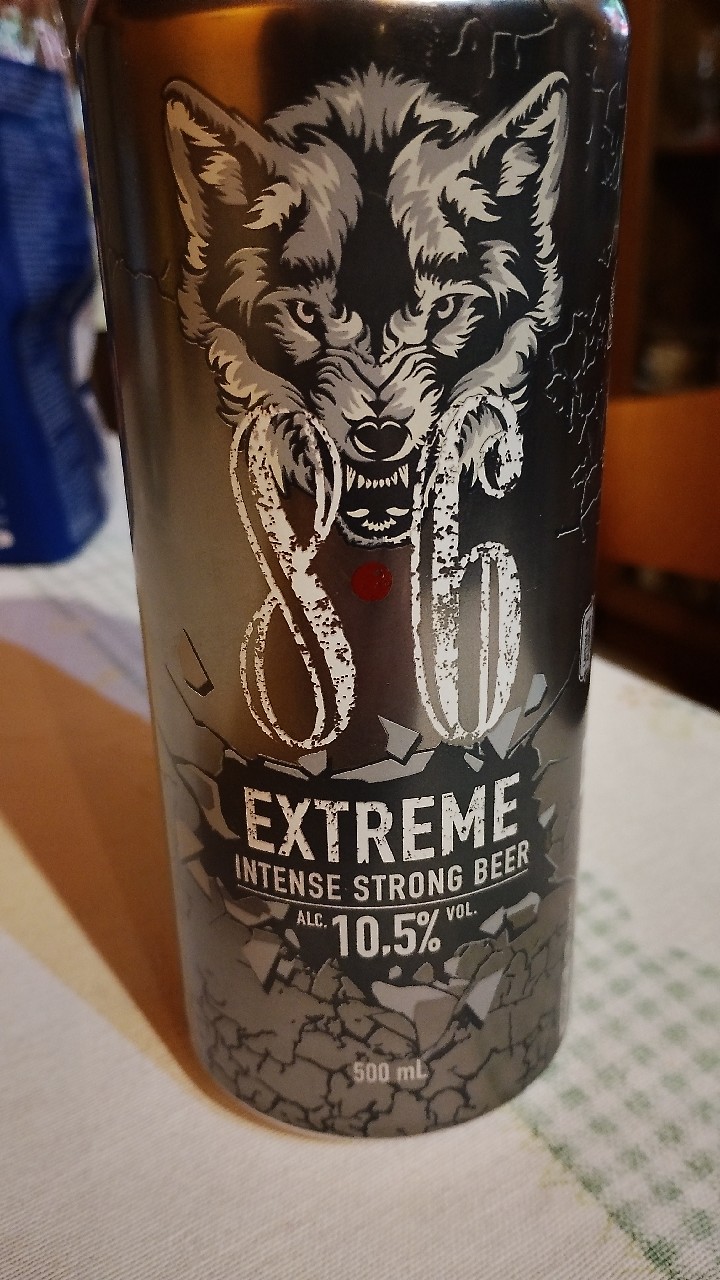 8.6
EXTREME
INTENSE STRONG BEER
ALC. 10,5% VOL.
500 mL